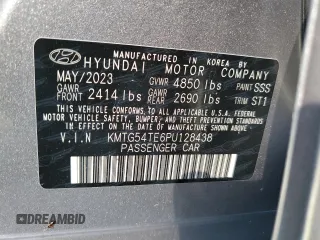 MANUFACTURED IN KOREA BY
HYUNDAI MOTOR COMPANY
MAY/2023 GVWR 4850 lbs PAINT SSS
GAWR FRONT 2414 lbs GAWR REAR 2690 lbs TRIM ST1
THIS VEHICLE CONFORMS TO ALL APPLICABLE U.S.A. FEDERAL
MOTOR VEHICLE SAFETY, BUMPER, AND THEFT PREVENTION STANDARDS
IN EFFECT ON THE DATE OF MANUFACTURE SHOWN ABOVE.
V.I.N KMTG54TE6PU128438
PASSENGER CAR
DREAMBID